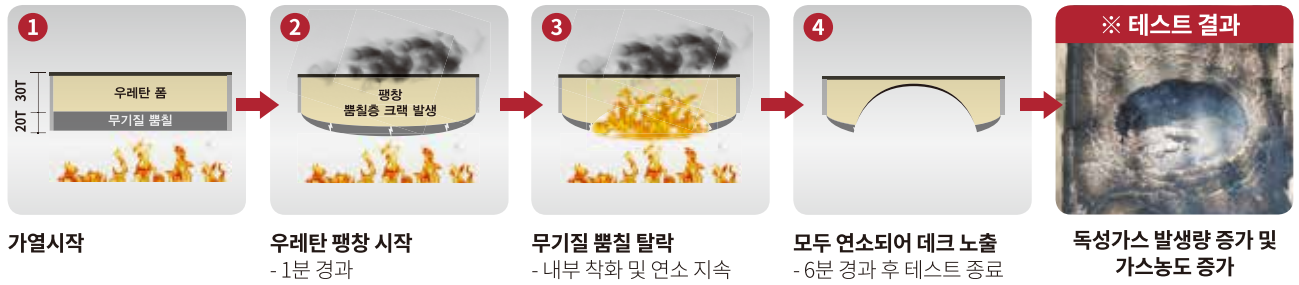 1
30T
우레탄 폼
20T
무기질 뿜칠
가열시작
2
팽창
뿜칠층 크랙 발생
우레탄 팽창 시작
- 1분 경과
3
무기질 뿜칠 탈락
- 내부 착화 및 연소 지속
4
모두 연소되어 데크 노출
- 6분 경과 후 테스트 종료
※ 테스트 결과
독성가스 발생량 증가 및
가스농도 증가